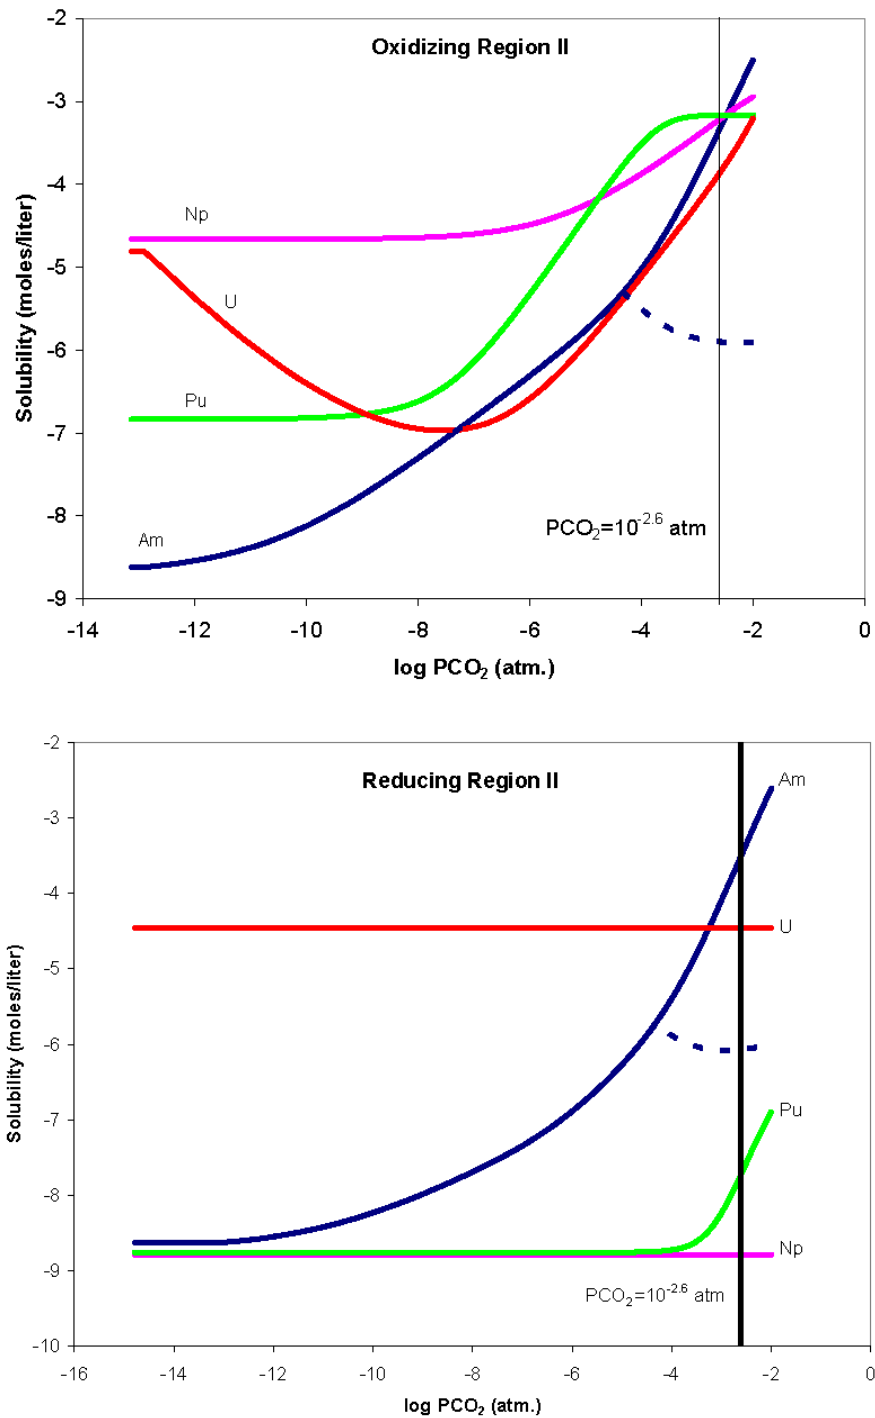 Oxidizing Region II
-2
-3
-4
-5
-6
-7
-8
-9
Solubility (moles/liter)
Np
U
Pu
Am
PCO₂=10⁻²·⁶ atm
-14
-12
-10
-8
-6
-4
-2
0
log PCO₂ (atm.)
Reducing Region II
-2
-3
-4
-5
-6
-7
-8
-9
-10
Solubility (moles/liter)
Am
U
Pu
Np
PCO₂=10⁻²·⁶ atm
-16
-14
-12
-10
-8
-6
-4
-2
0
log PCO₂ (atm.)